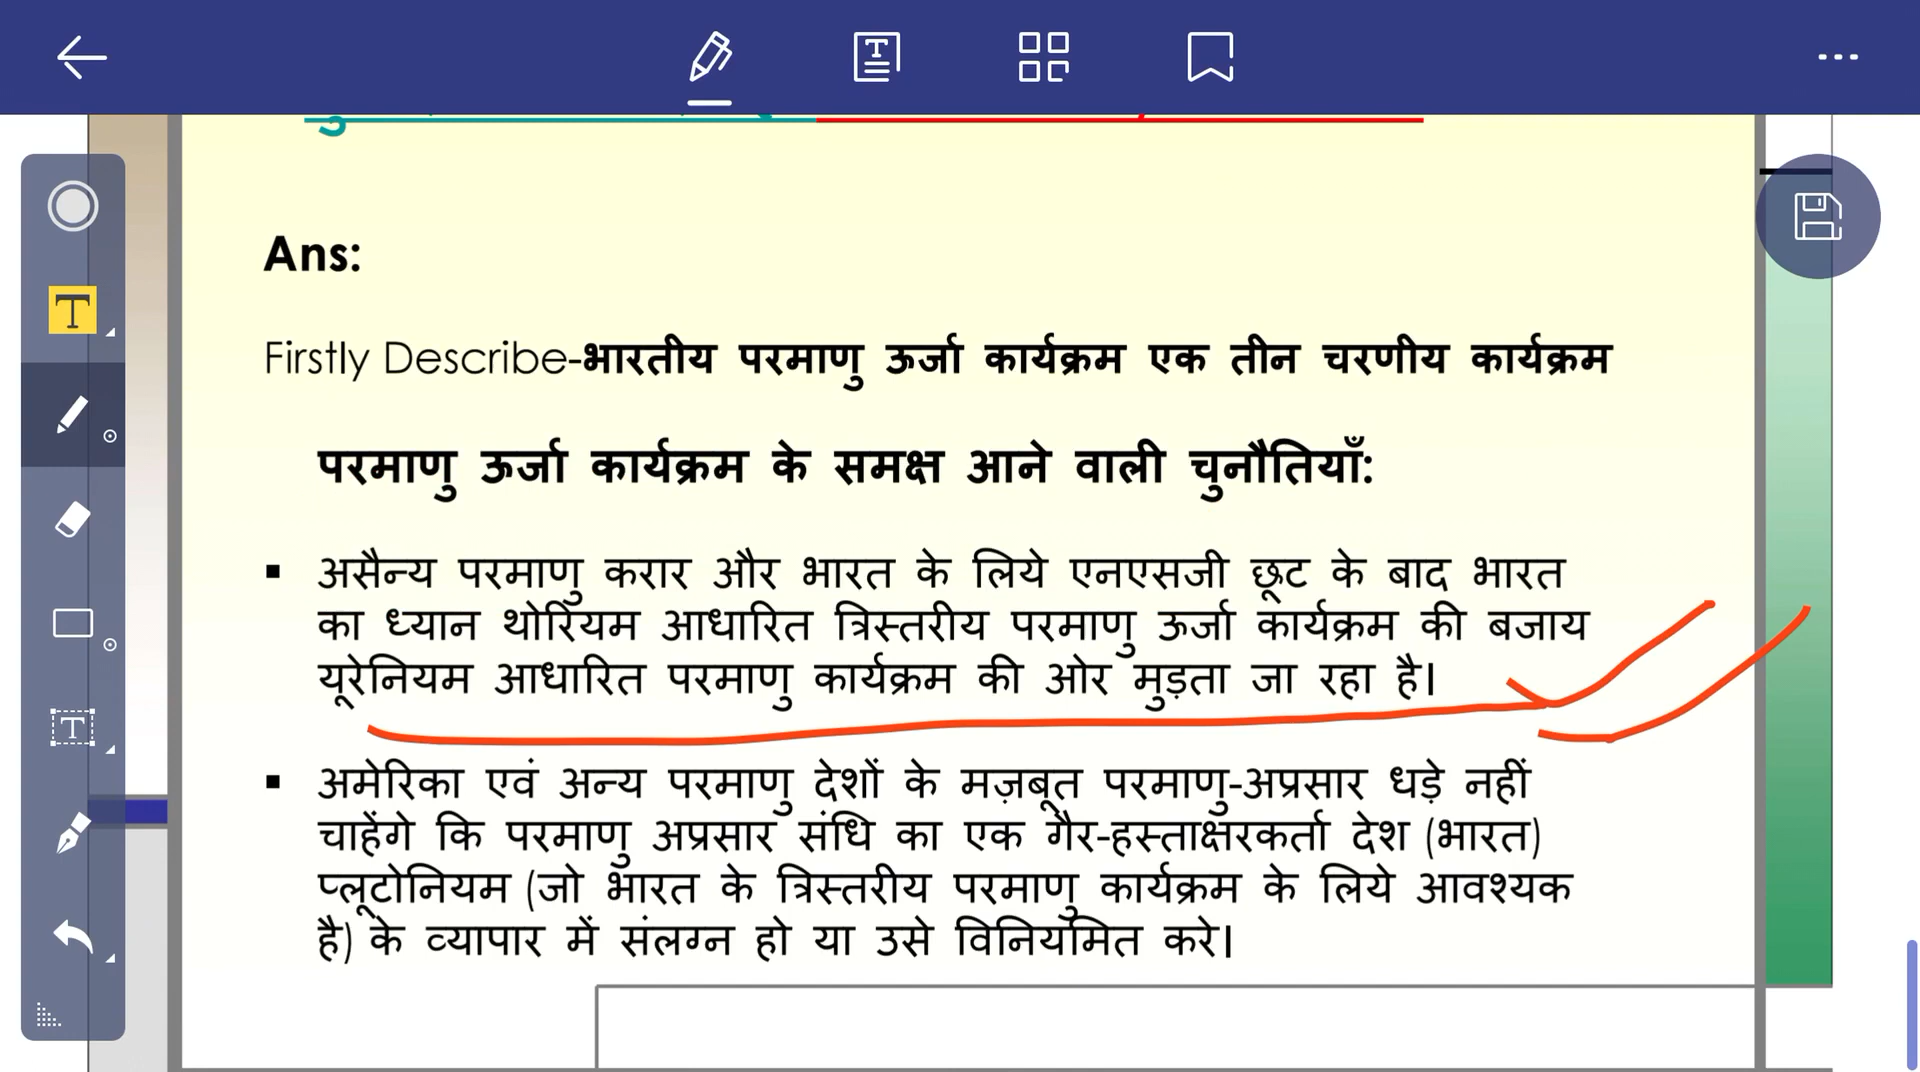 Ans:
Firstly Describe-भारतीय परमाणु ऊर्जा कार्यक्रम एक तीन चरणीय कार्यक्रम
परमाणु ऊर्जा कार्यक्रम के समक्ष आने वाली चुनौतियाँ:
▪ असैन्य परमाणु करार और भारत के लिये एनएसजी छूट के बाद भारत
का ध्यान थोरियम आधारित त्रिस्तरीय परमाणु ऊर्जा कार्यक्रम की बजाय
यूरेनियम आधारित परमाणु कार्यक्रम की ओर मुड़ता जा रहा है।
▪ अमेरिका एवं अन्य परमाणु देशों के मज़बूत परमाणु-अप्रसार धड़े नहीं
चाहेंगे कि परमाणु अप्रसार संधि का एक गैर-हस्ताक्षरकर्ता देश (भारत)
प्लूटोनियम (जो भारत के त्रिस्तरीय परमाणु कार्यक्रम के लिये आवश्यक
है) के व्यापार में संलग्न हो या उसे विनियमित करे।